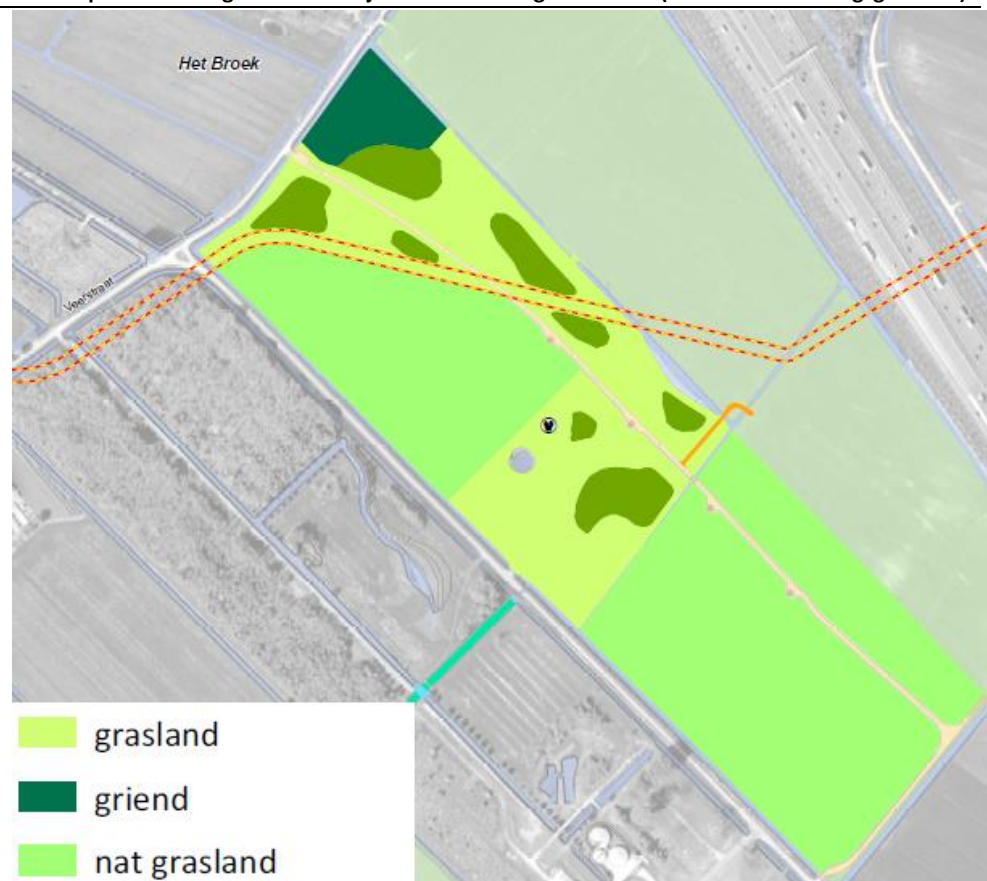 Het Broek
Veerstraat
grasland
griend
nat grasland